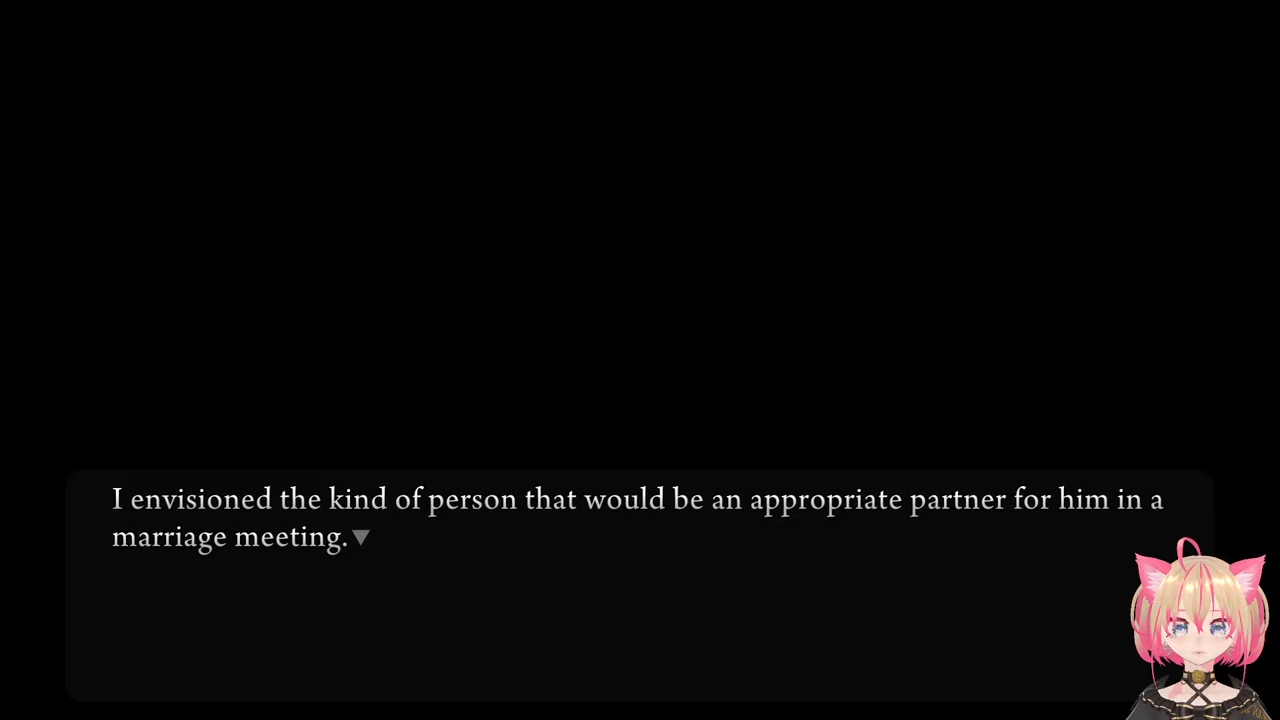 I envisioned the kind of person that would be an appropriate partner for him in a
marriage meeting.